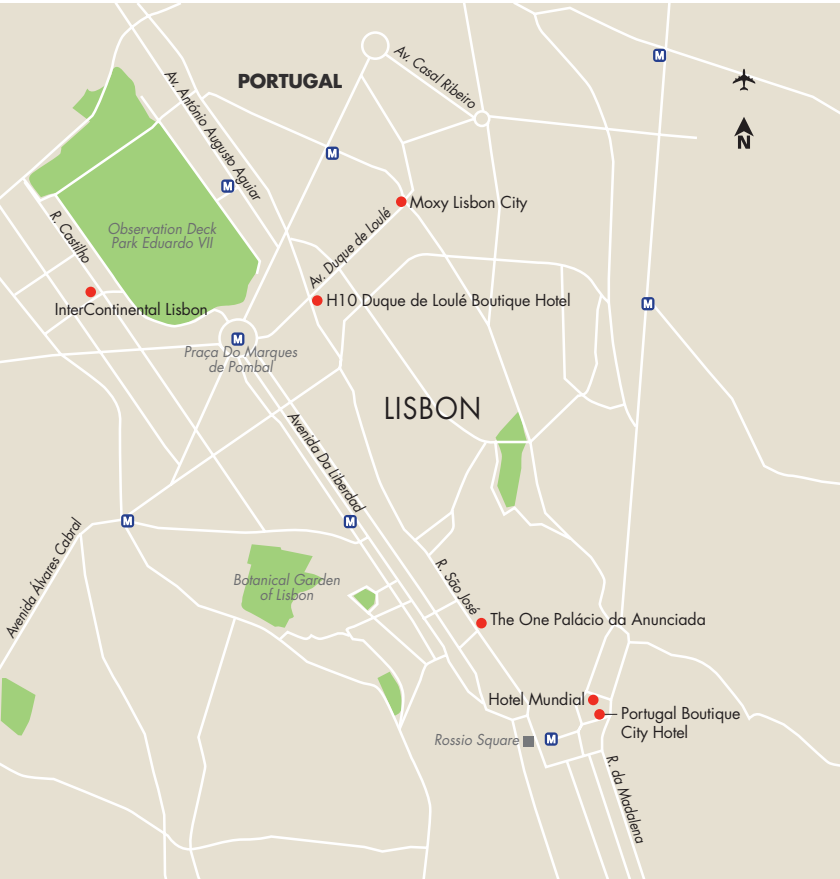 Av. Casal Ribeiro
M
PORTUGAL
Av. António Augusto Aguiar
N
M
M
Moxy Lisbon City
R. Castilho
Observation Deck
Park Eduardo VII
Av. Duque de Loulé
InterContinental Lisbon
H10 Duque de Loulé Boutique Hotel
M
M
Praça Do Marques
de Pombal
LISBON
Avenida Da Liberdad
M
M
Avenida Álvares Cabral
Botanical Garden
of Lisbon
R. São José
The One Palácio da Anunciada
Hotel Mundial
Portugal Boutique
City Hotel
Rossio Square
M
R. da Madalena